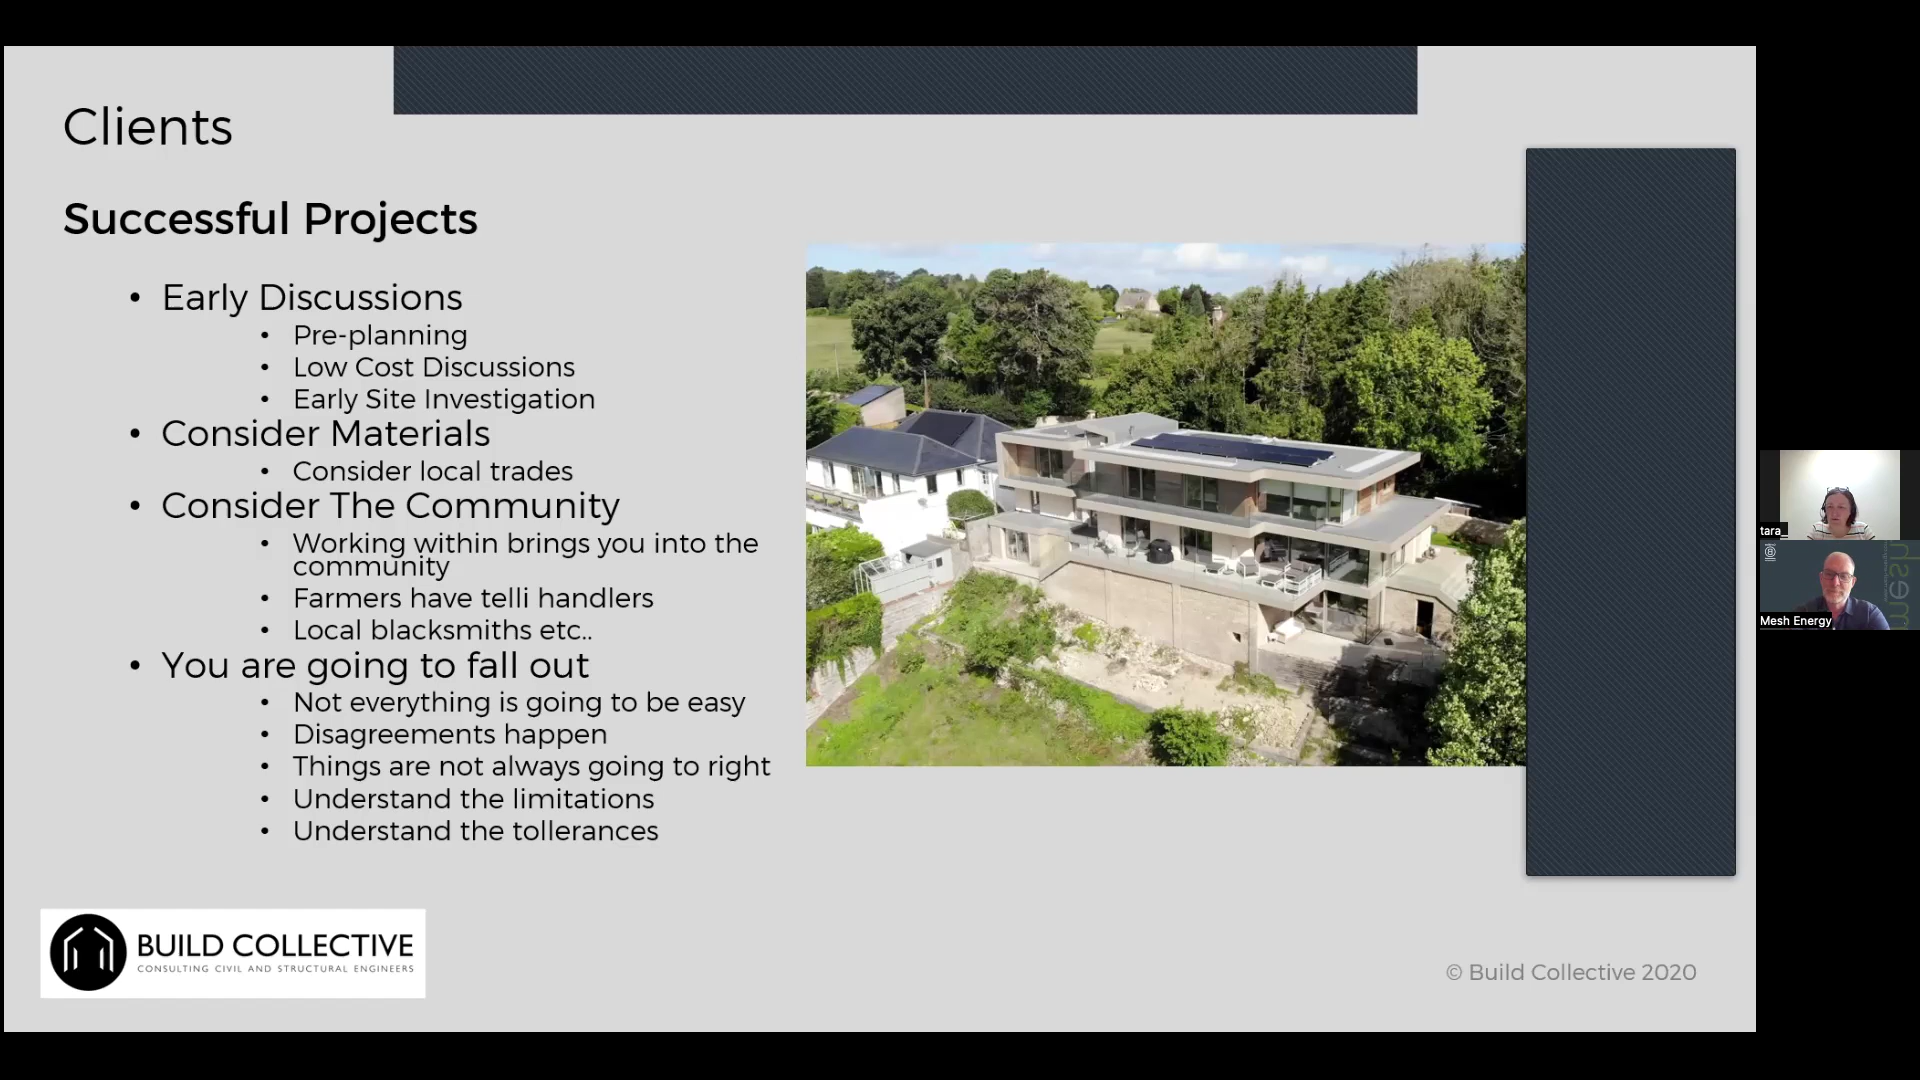 Clients
Successful Projects
• Early Discussions
• Pre-planning
• Low Cost Discussions
• Early Site Investigation
• Consider Materials
• Consider local trades
• Consider The Community
• Working within brings you into the
community
• Farmers have telli handlers
• Local blacksmiths etc..
• You are going to fall out
• Not everything is going to be easy
• Disagreements happen
• Things are not always going to right
• Understand the limitations
• Understand the tollerances
BUILD COLLECTIVE
CONSULTING CIVIL AND STRUCTURAL ENGINEERS
© Build Collective 2020
tara
mesh
Mesh Energy